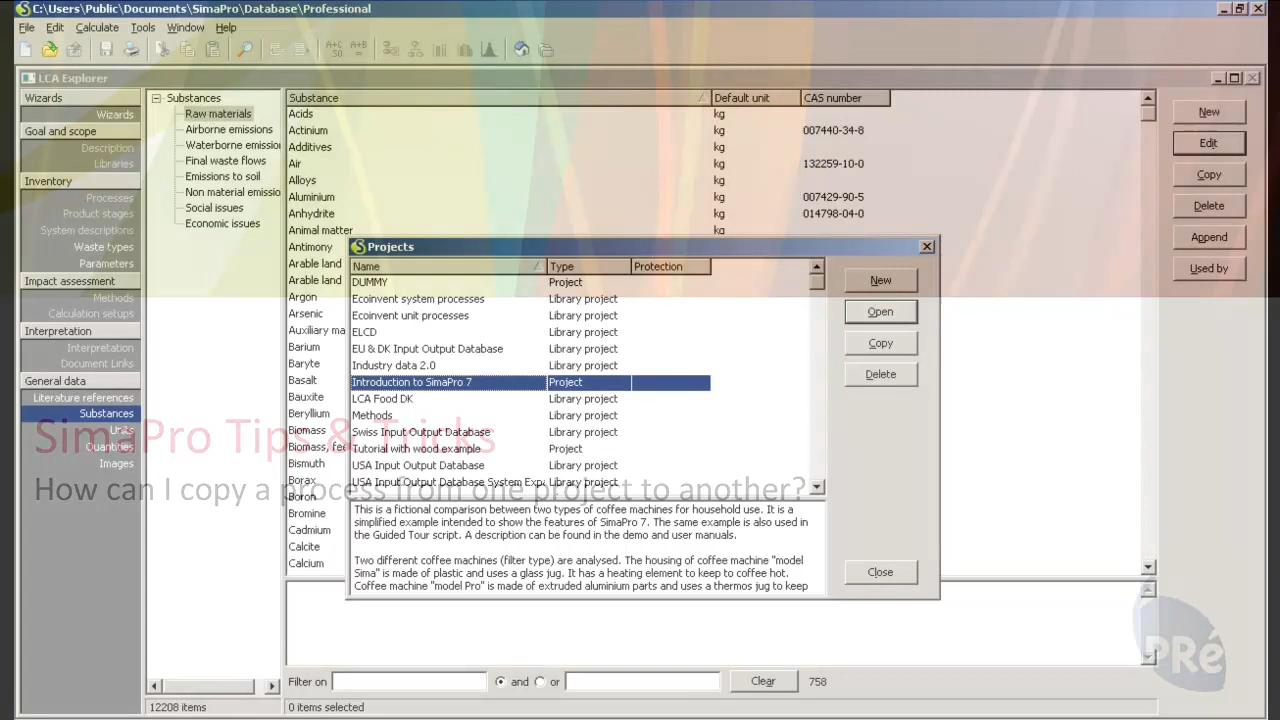 C:\Users\Public\Documents\SimaPro\Database\Professional
File Edit Calculate Tools Window Help
LCA Explorer
Wizards
Wizards
Goal and scope
Description
Libraries
Inventory
Processes
Product stages
System descriptions
Waste types
Parameters
Impact assessment
Methods
Calculation setups
Interpretation
Interpretation
Document Links
General data
Literature references
Substances
Units
Quantities
Images
Substances
Raw materials
Airborne emissions
Waterborne emission
Final waste flows
Emissions to soil
Non material emissio
Social issues
Economic issues
12208 items
Substance Default unit CAS number
Acids kg
Actinium kg 007440-34-8
Additives kg
Air kg 132259-10-0
Alloys kg
Aluminium kg 007429-90-5
Anhydrite kg 014798-04-0
Animal matter kg
Antimony
Arable land
Arable land
Argon
Arsenic
Auxiliary ma
Barium
Baryte
Basalt
Bauxite
Beryllium
Biomass
Biomass, fee
Bismuth
Borax
Boron
Bromine
Cadmium
Calcite
Calcium
Projects
Name Type Protection
DUMMY Project
Ecoinvent system processes Library project
Ecoinvent unit processes Library project
ELCD Library project
EU & DK Input Output Database Library project
Industry data 2.0 Library project
Introduction to SimaPro 7 Project
LCA Food DK Library project
Methods Library project
Swiss Input Output Database Library project
Tutorial with wood example Project
USA Input Output Database Library project
USA Input Output Database System Expa Library project
This is a fictional comparison between two types of coffee machines for household use. It is a
simplified example intended to show the features of SimaPro 7. The same example is also used in
the Guided Tour script. A description can be found in the demo and user manuals.
Two different coffee machines (filter type) are analysed. The housing of coffee machine "model
Sima" is made of plastic and uses a glass jug. It has a heating element to keep to coffee hot.
Coffee machine "model Pro" is made of extruded aluminium parts and uses a thermos jug to keep
New
Open
Copy
Delete
Close
New
Edit
Copy
Delete
Append
Used by
SimaPro Tips & Tricks
How can I copy a process from one project to another?
PRé
Filter on and or Clear 758
0 items selected